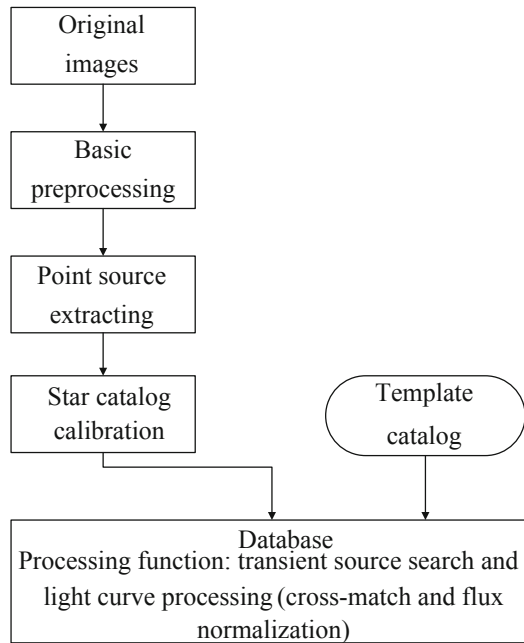 Original
images
Basic
preprocessing
Point source
extracting
Star catalog
calibration
Template
catalog
Database
Processing function: transient source search and
light curve processing (cross-match and flux
normalization)